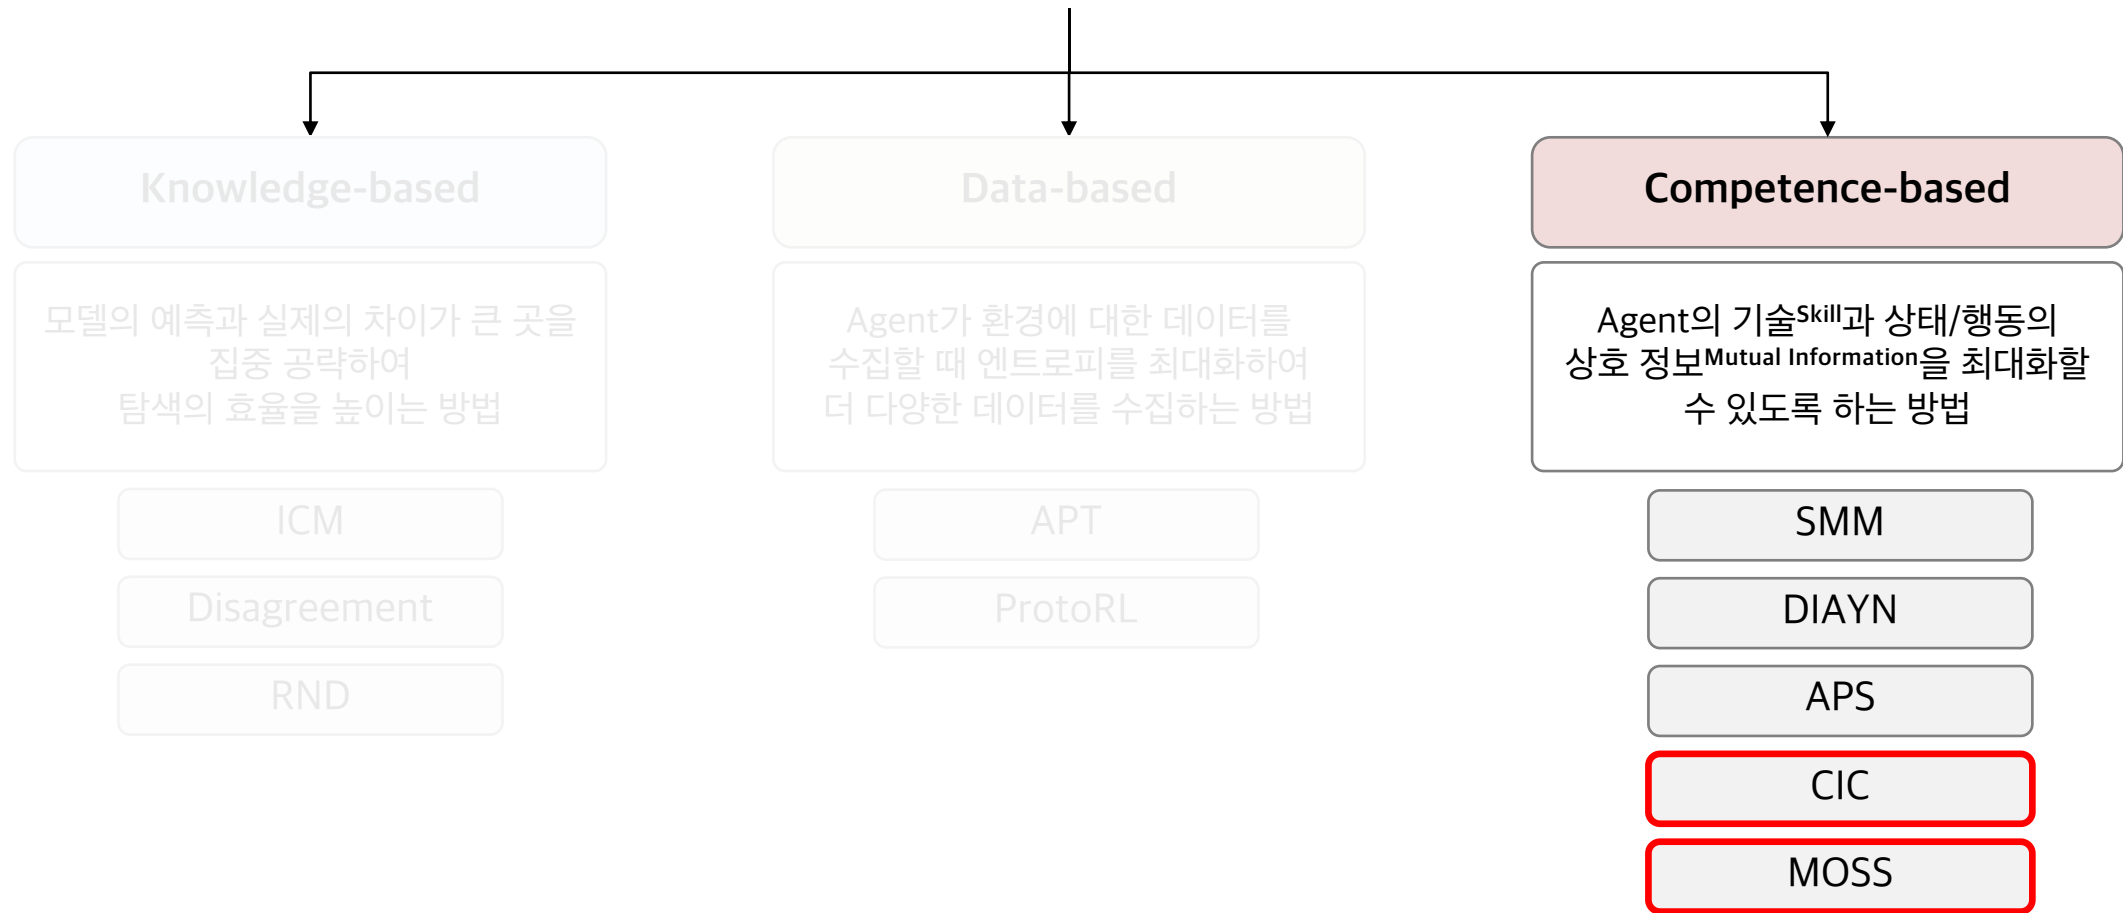 Knowledge-based
모델의 예측과 실제의 차이가 큰 곳을
집중 공략하여
탐색의 효율을 높이는 방법
ICM
Disagreement
RND
Data-based
Agent가 환경에 대한 데이터를
수집할 때 엔트로피를 최대화하여
더 다양한 데이터를 수집하는 방법
APT
ProtoRL
Competence-based
Agent의 기술Skill과 상태/행동의
상호 정보Mutual Information을 최대화할
수 있도록 하는 방법
SMM
DIAYN
APS
CIC
MOSS